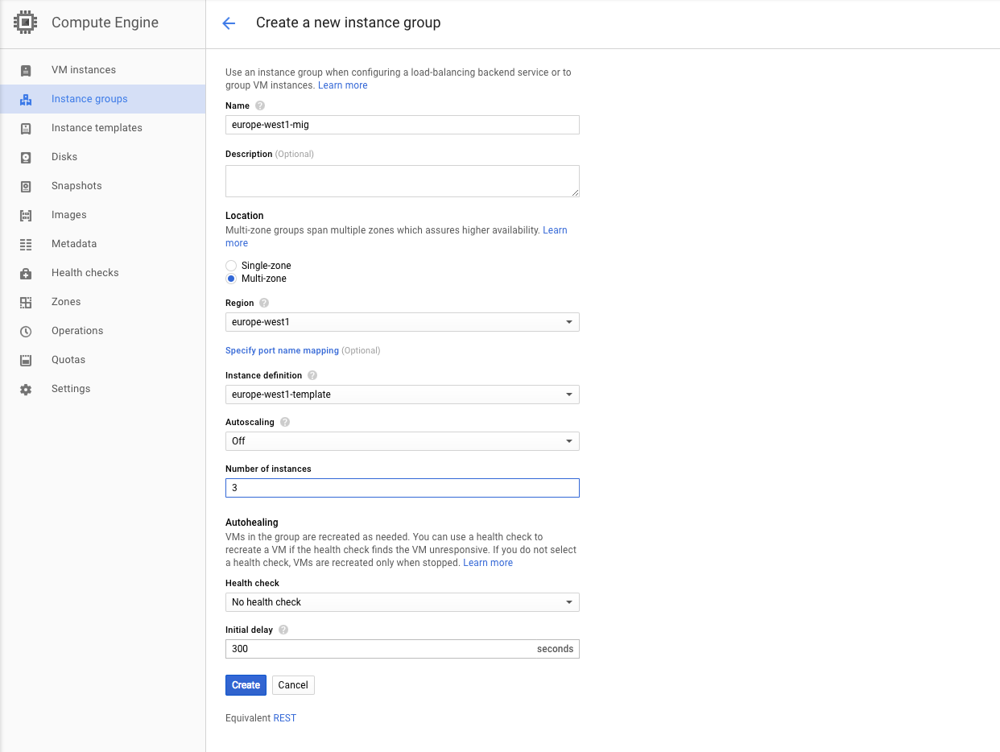 Compute Engine
Create a new instance group
VM instances
Instance groups
Instance templates
Disks
Snapshots
Images
Metadata
Health checks
Zones
Operations
Quotas
Settings
Use an instance group when configuring a load-balancing backend service or to
group VM instances. Learn more
Name ?
europe-west1-mig
Description (Optional)
Location
Multi-zone groups span multiple zones which assures higher availability. Learn
more
Single-zone
Multi-zone
Region ?
europe-west1
Specify port name mapping (Optional)
Instance definition ?
europe-west1-template
Autoscaling ?
Off
Number of instances
3
Autohealing
VMs in the group are recreated as needed. You can use a health check to
recreate a VM if the health check finds the VM unresponsive. If you do not select
a health check, VMs are recreated only when stopped. Learn more
Health check
No health check
Initial delay ?
300 seconds
Create Cancel
Equivalent REST